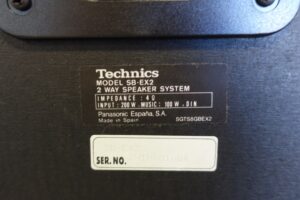 Technics
MODEL SB-EX2
2 WAY SPEAKER SYSTEM
IMPEDANCE : 4 Ω
INPUT : 200 W . MUSIC : 100 W . DIN
Panasonic España, S.A.
Made in Spain SGTS8GBEX2
SER. NO.